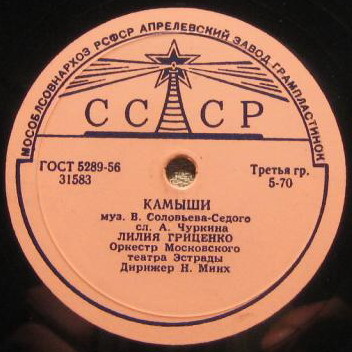 МОСОБЛСОВНАРХОЗ РСФСР АПРЕЛЕВСКИЙ ЗАВОД ГРАМПЛАСТИНОК
СССР
ГОСТ 5289-56
31583
Третья гр.
5-70
КАМЫШИ
муз. В. Соловьева-Седого
сл. А. Чуркина
ЛИЛИЯ ГРИЦЕНКО
Оркестр Московского
театра Эстрады
Дирижер Н. Минх